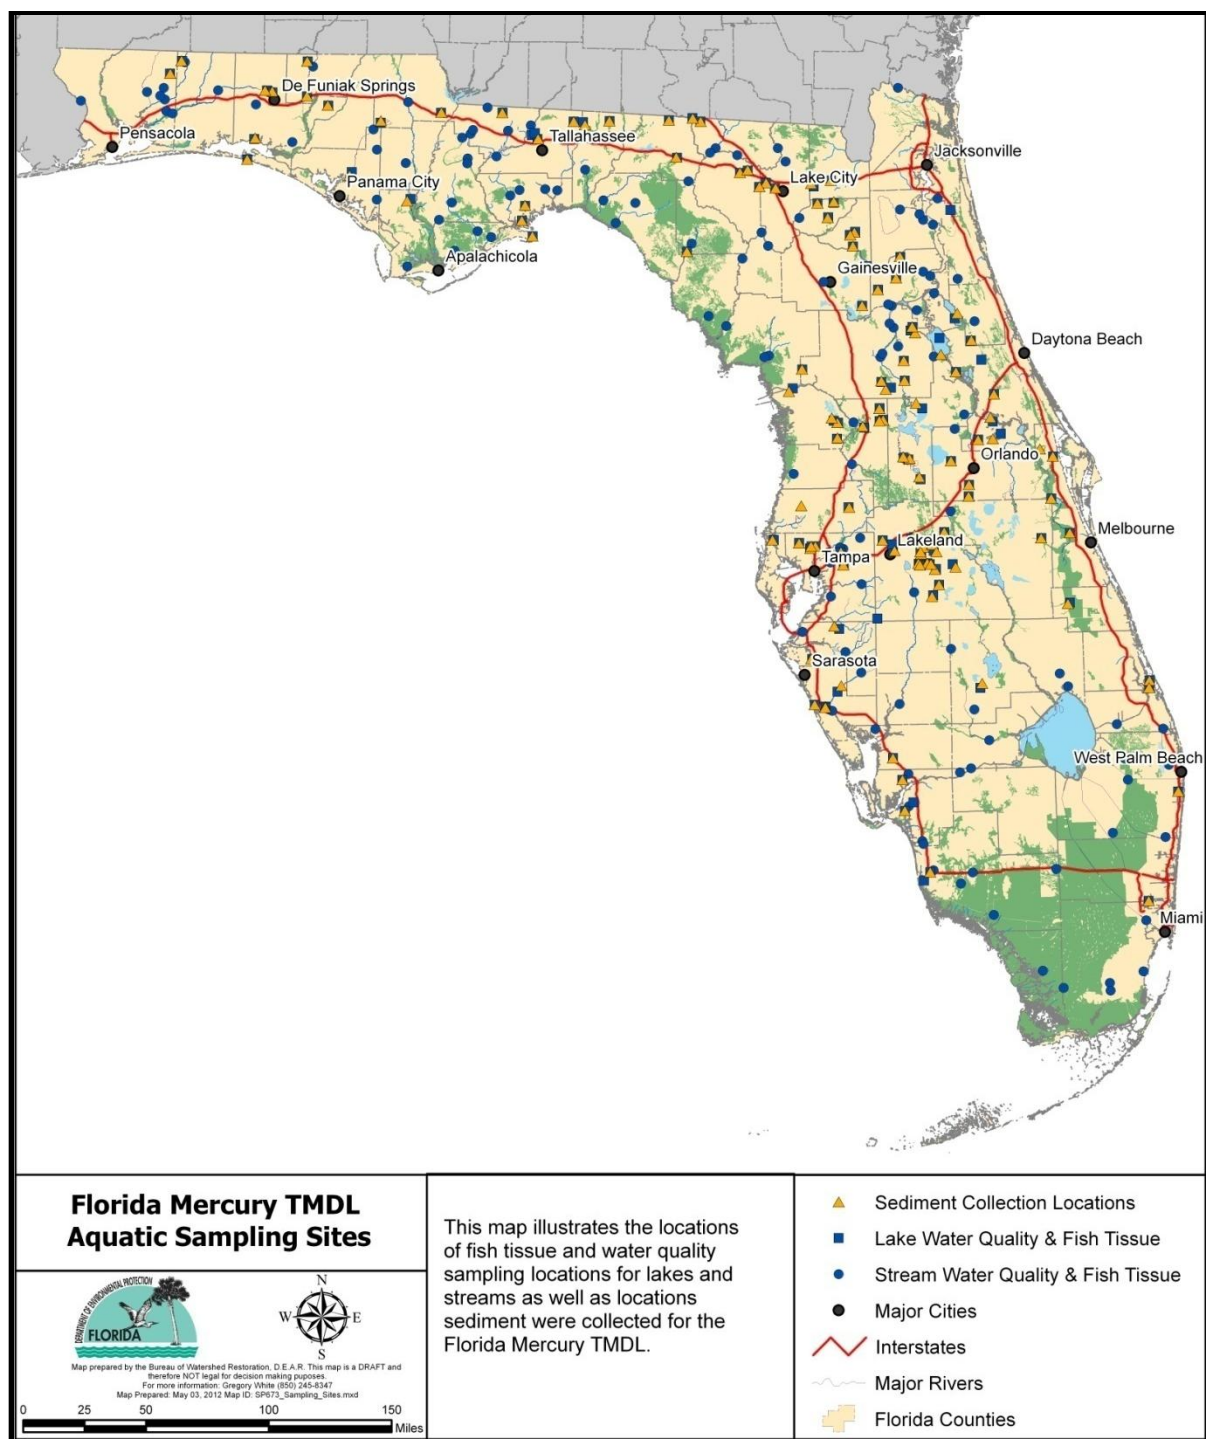 De Funiak Springs
Pensacola
Tallahassee
Jacksonville
Panama City
Lake City
Apalachicola
Gainesville
Daytona Beach
Orlando
Melbourne
Lakeland
Tampa
Sarasota
West Palm Beach
Miami
Florida Mercury TMDL
Aquatic Sampling Sites
DEPARTMENT OF ENVIRONMENTAL PROTECTION
FLORIDA
N
W E
S
Map prepared by the Bureau of Watershed Restoration, D.E.A.R. This map is a DRAFT and
therefore NOT legal for decision making puposes.
For more information: Gregory White (850) 245-8347
Map Prepared: May 03, 2012 Map ID: SP673_Sampling_Sites.mxd
0 25 50 100 150
Miles
This map illustrates the locations
of fish tissue and water quality
sampling locations for lakes and
streams as well as locations
sediment were collected for the
Florida Mercury TMDL.
Sediment Collection Locations
Lake Water Quality & Fish Tissue
Stream Water Quality & Fish Tissue
Major Cities
Interstates
Major Rivers
Florida Counties